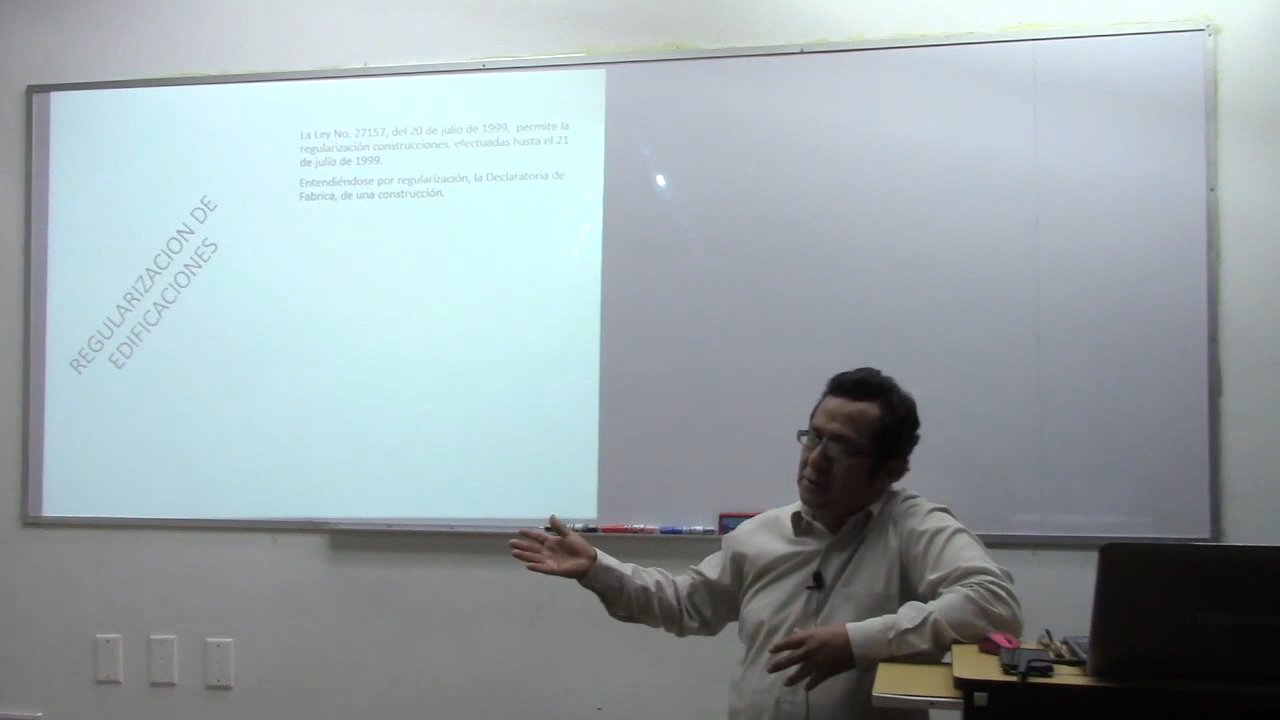 REGULARIZACION DE
EDIFICACIONES
La Ley No. 27157, del 20 de julio de 1999, permite la
regularización construcciones, efectuadas hasta el 21
de julio de 1999.
Entendiéndose por regularización, la Declaratoria de
Fabrica, de una construcción.